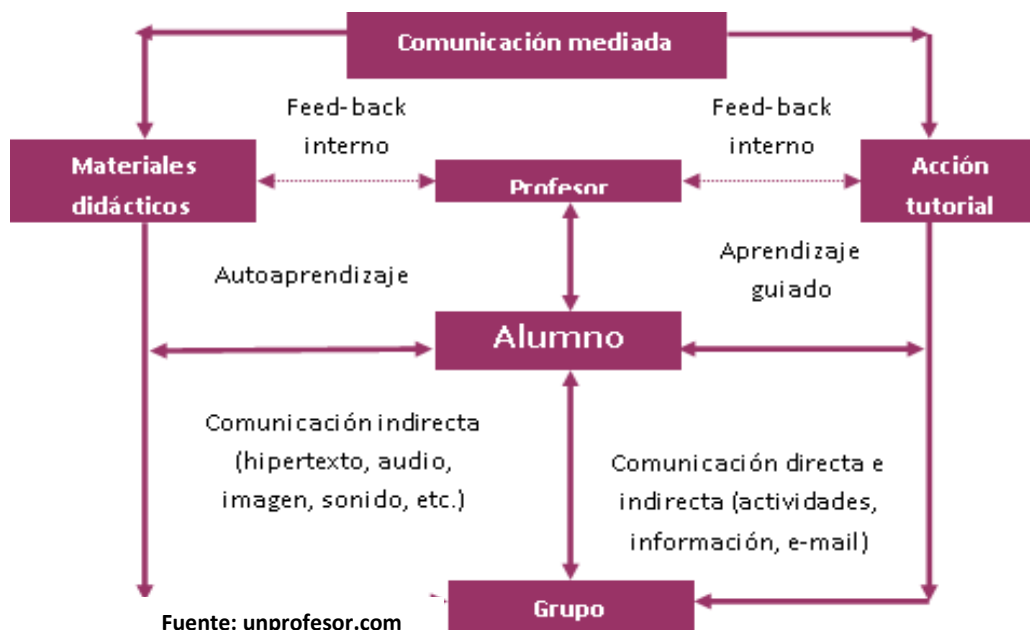 Comunicación mediada
Feed-back
interno
Feed-back
interno
Materiales
didácticos
Profesor
Acción
tutorial
Autoaprendizaje
Aprendizaje
guiado
Alumno
Comunicación indirecta
(hipertexto, audio,
imagen, sonido, etc.)
Comunicación directa e
indirecta (actividades,
información, e-mail)
Grupo
Fuente: unprofesor.com